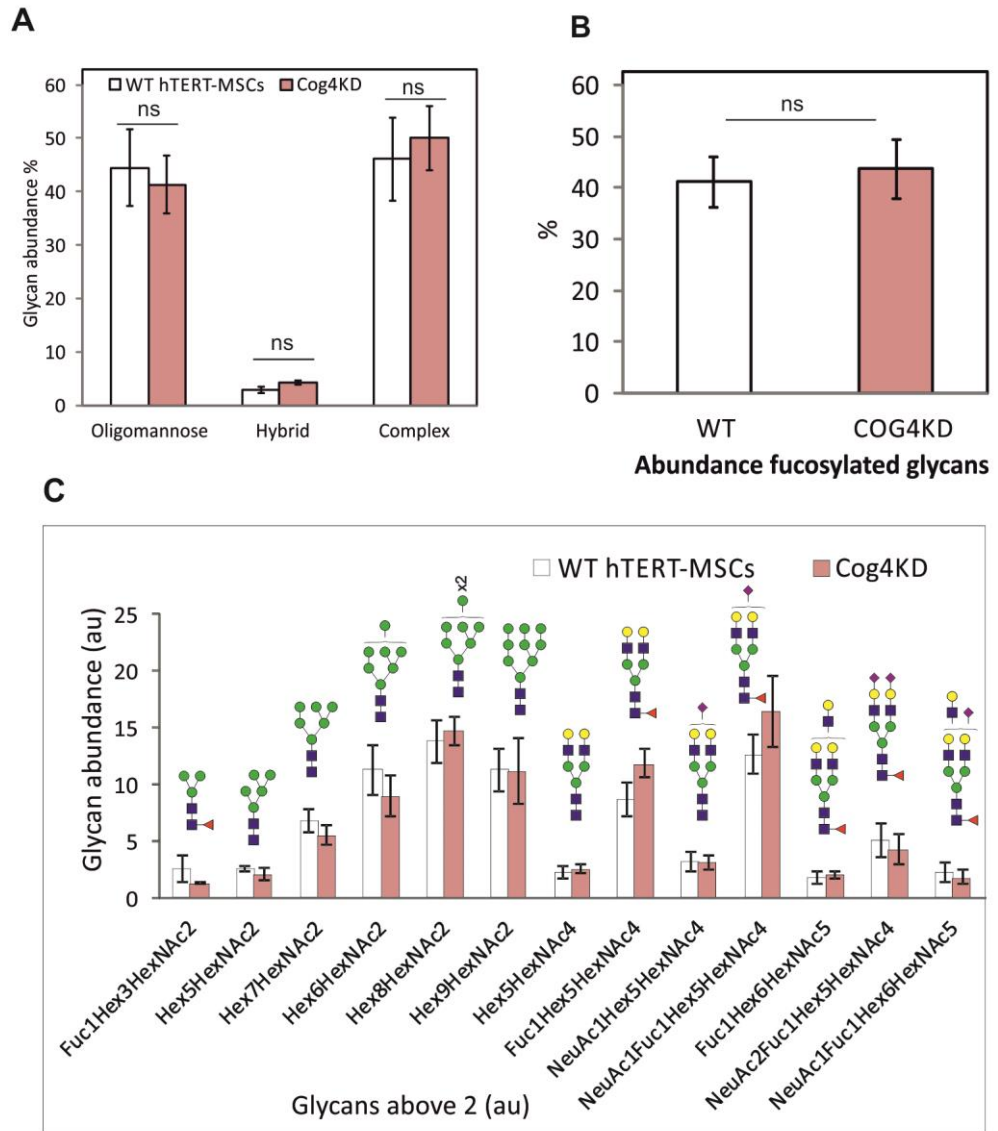 A
WT hTERT-MSCs Cog4KD
Glycan abundance %
60
50
40
30
20
10
0
ns
ns
ns
Oligomannose Hybrid Complex
B
%
60
50
40
30
20
10
0
ns
WT COG4KD
Abundance fucosylated glycans
C
WT hTERT-MSCs Cog4KD
Glycan abundance (au)
25
20
15
10
5
0
x2
Fuc1Hex3HexNAc2
Hex5HexNAc2
Hex7HexNAc2
Hex6HexNAc2
Hex8HexNAc2
Hex9HexNAc2
Hex5HexNAc4
Fuc1Hex5HexNAc4
NeuAc1Hex5HexNAc4
NeuAc1Fuc1Hex5HexNAc4
Fuc1Hex6HexNAc5
NeuAc2Fuc1Hex5HexNAc4
NeuAc1Fuc1Hex6HexNAc5
Glycans above 2 (au)